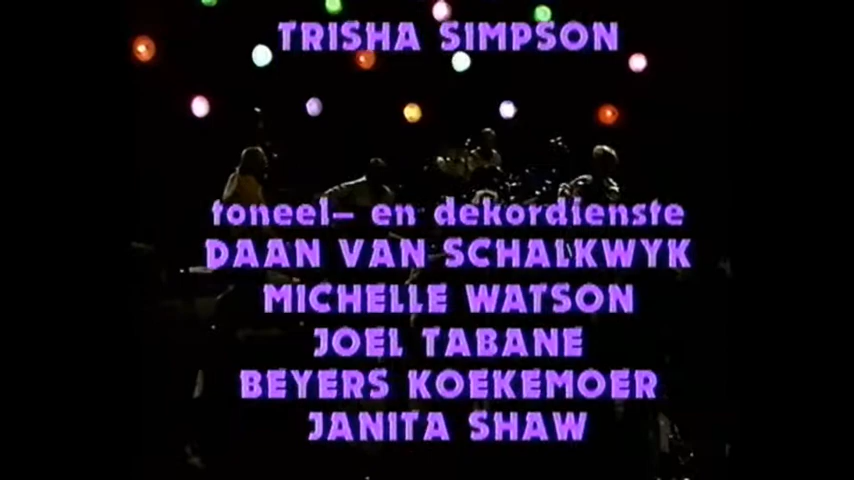 TRISHA SIMPSON
toneel- en dekordienste
DAAN VAN SCHALKWYK
MICHELLE WATSON
JOEL TABANE
BEYERS KOEKEMOER
JANITA SHAW